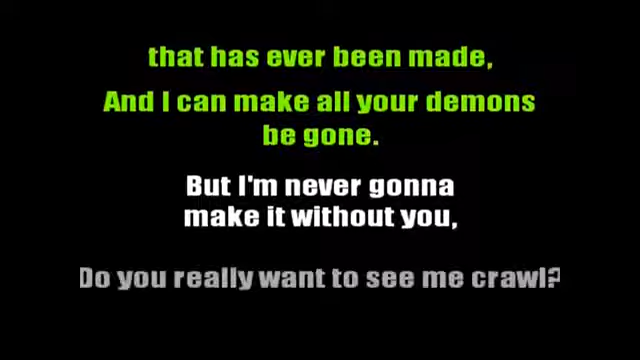 that has ever been made,
And I can make all your demons
be gone.
But I'm never gonna
make it without you,
Do you really want to see me crawl?